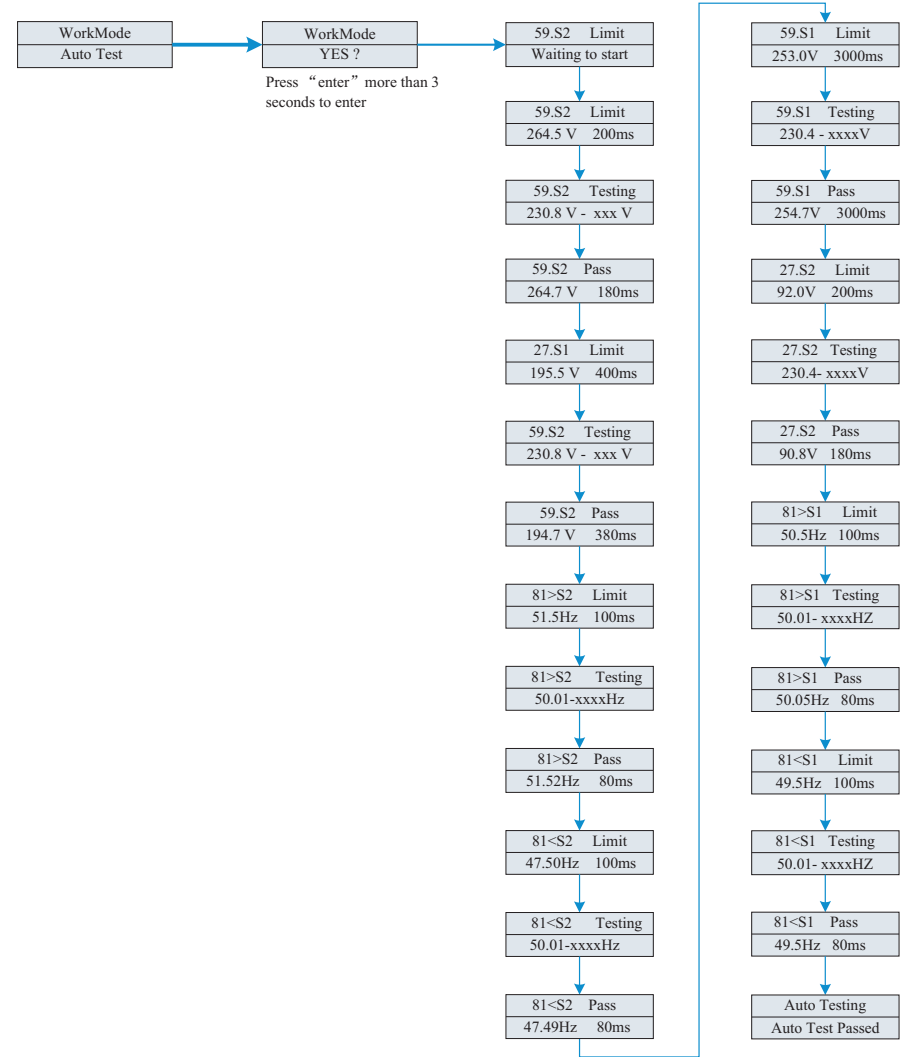 WorkMode
Auto Test
WorkMode
YES ?
Press “enter” more than 3
seconds to enter
59.S2 Limit
Waiting to start
59.S2 Limit
264.5 V 200ms
59.S2 Testing
230.8 V - xxx V
59.S2 Pass
264.7 V 180ms
27.S1 Limit
195.5 V 400ms
59.S2 Testing
230.8 V - xxx V
59.S2 Pass
194.7 V 380ms
81>S2 Limit
51.5Hz 100ms
81>S2 Testing
50.01-xxxxHz
81>S2 Pass
51.52Hz 80ms
81<S2 Limit
47.50Hz 100ms
81<S2 Testing
50.01-xxxxHz
81<S2 Pass
47.49Hz 80ms
59.S1 Limit
253.0V 3000ms
59.S1 Testing
230.4 - xxxxV
59.S1 Pass
254.7V 3000ms
27.S2 Limit
92.0V 200ms
27.S2 Testing
230.4- xxxxV
27.S2 Pass
90.8V 180ms
81>S1 Limit
50.5Hz 100ms
81>S1 Testing
50.01- xxxxHZ
81>S1 Pass
50.05Hz 80ms
81<S1 Limit
49.5Hz 100ms
81<S1 Testing
50.01- xxxxHZ
81<S1 Pass
49.5Hz 80ms
Auto Testing
Auto Test Passed